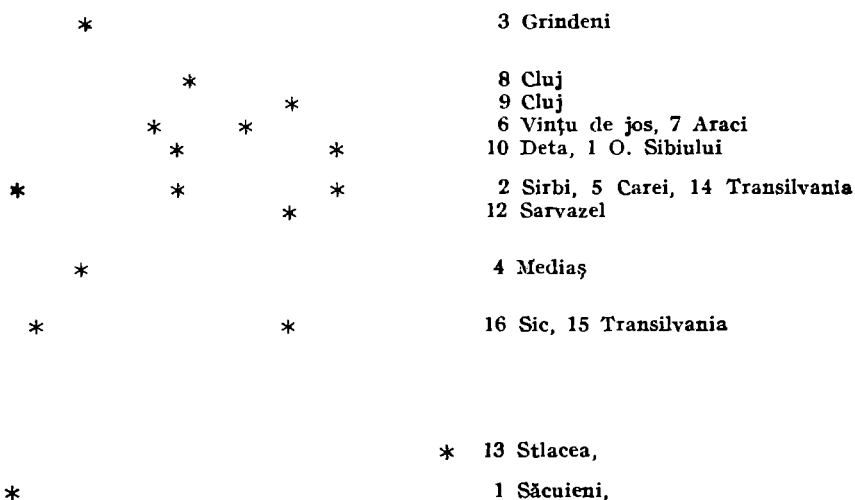 3 Grindeni
8 Cluj
9 Cluj
6 Vințu de jos, 7 Araci
10 Deta, 1 O. Sibiului
2 Sirbi, 5 Carei, 14 Transilvania
12 Sarvazel
4 Mediaș
16 Sic, 15 Transilvania
13 Stlacea,
1 Săcuieni,